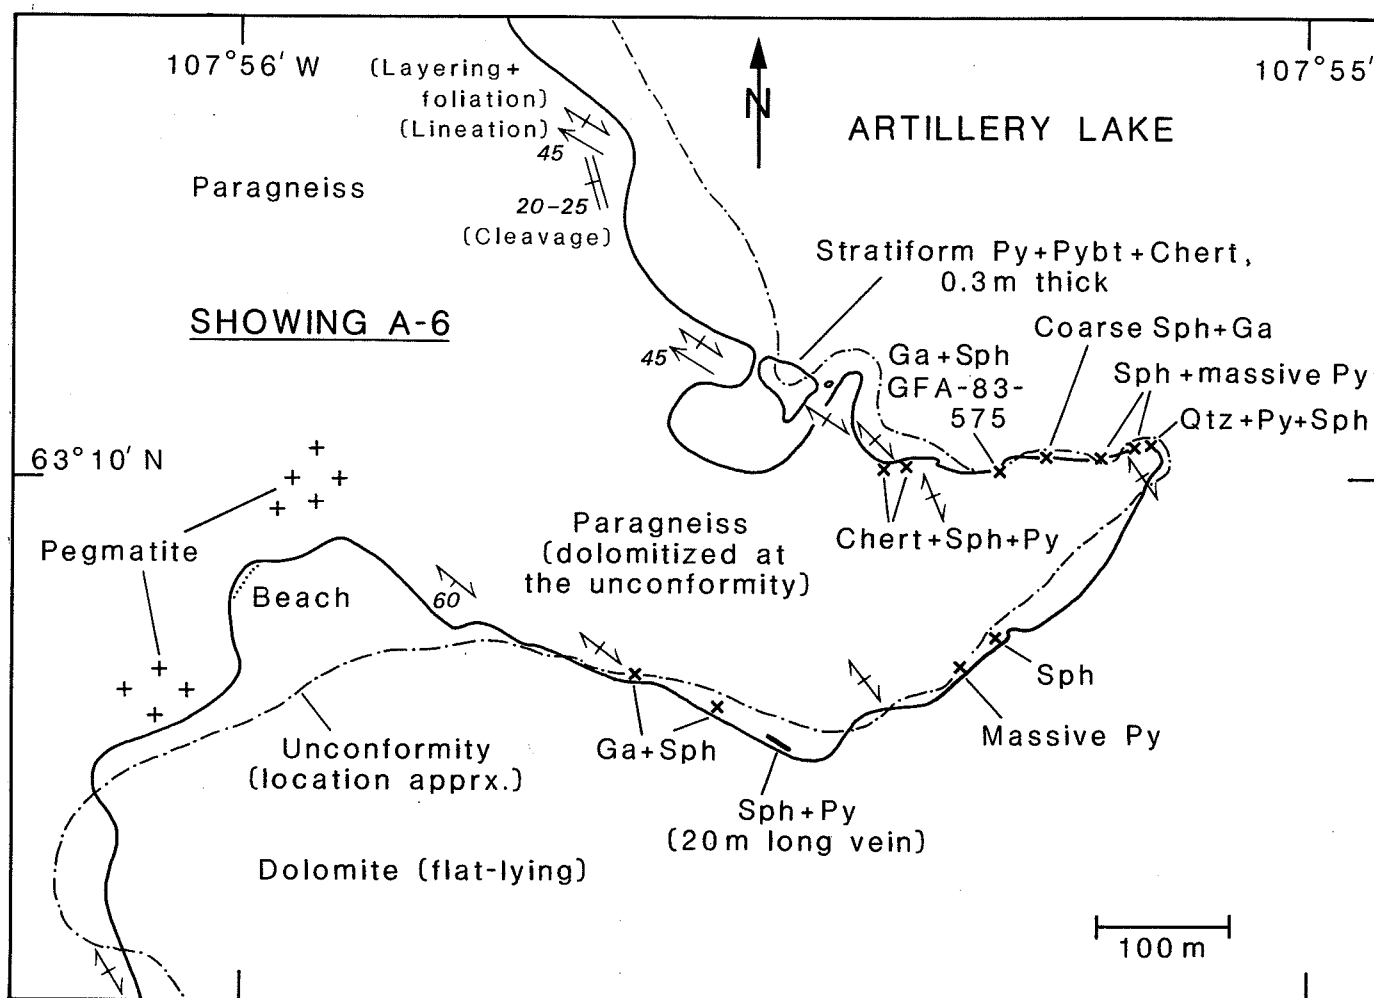 107°56' W
(Layering+
foliation)
(Lineation)
45
20-25
(Cleavage)
Paragneiss
N
107°55'
ARTILLERY LAKE
Stratiform Py+Pybt+Chert,
0.3m thick
SHOWING A-6
45
Coarse Sph+Ga
Ga+Sph
GFA-83-
575
Sph+massive Py
Qtz+Py+Sph
63°10' N
Pegmatite
Beach
60
Paragneiss
(dolomitized at
the unconformity)
Chert+Sph+Py
Sph
Massive Py
Ga+Sph
Unconformity
(location apprx.)
Sph+Py
(20m long vein)
Dolomite (flat-lying)
100 m